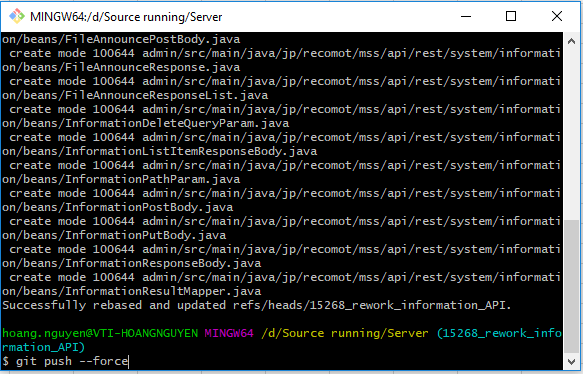 MINGW64:/d/Source running/Server
on/beans/FileAnnouncePostBody.java
create mode 100644 admin/src/main/java/jp/recomot/mss/api/rest/system/informati
on/beans/FileAnnounceResponse.java
create mode 100644 admin/src/main/java/jp/recomot/mss/api/rest/system/informati
on/beans/FileAnnounceResponseList.java
create mode 100644 admin/src/main/java/jp/recomot/mss/api/rest/system/informati
on/beans/InformationDeleteQueryParam.java
create mode 100644 admin/src/main/java/jp/recomot/mss/api/rest/system/informati
on/beans/InformationListItemResponseBody.java
create mode 100644 admin/src/main/java/jp/recomot/mss/api/rest/system/informati
on/beans/InformationPathParam.java
create mode 100644 admin/src/main/java/jp/recomot/mss/api/rest/system/informati
on/beans/InformationPostBody.java
create mode 100644 admin/src/main/java/jp/recomot/mss/api/rest/system/informati
on/beans/InformationPutBody.java
create mode 100644 admin/src/main/java/jp/recomot/mss/api/rest/system/informati
on/beans/InformationResponseBody.java
create mode 100644 admin/src/main/java/jp/recomot/mss/api/rest/system/informati
on/beans/InformationResultMapper.java
Successfully rebased and updated refs/heads/15268_rework_information_API.
hoang.nguyen@VTI-HOANGNGUYEN MINGW64 /d/Source running/Server (15268_rework_info
rmation_API)
$ git push --force